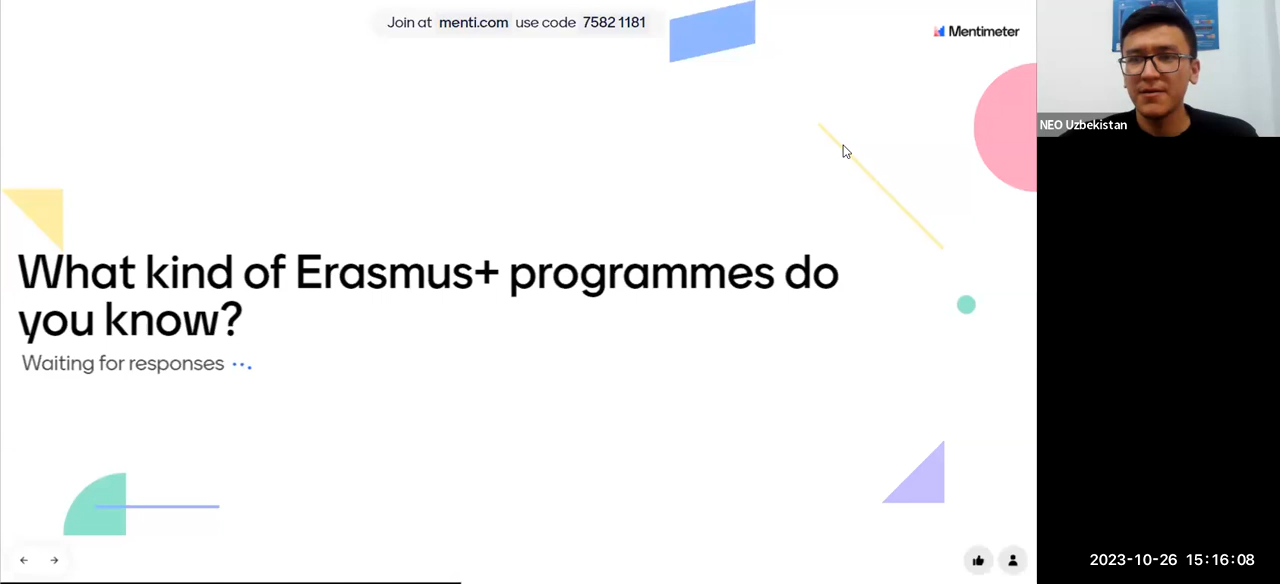 Join at menti.com use code 7582 1181
Mentimeter
NEO Uzbekistan
What kind of Erasmus+ programmes do
you know?
Waiting for responses
2023-10-26 15:16:08